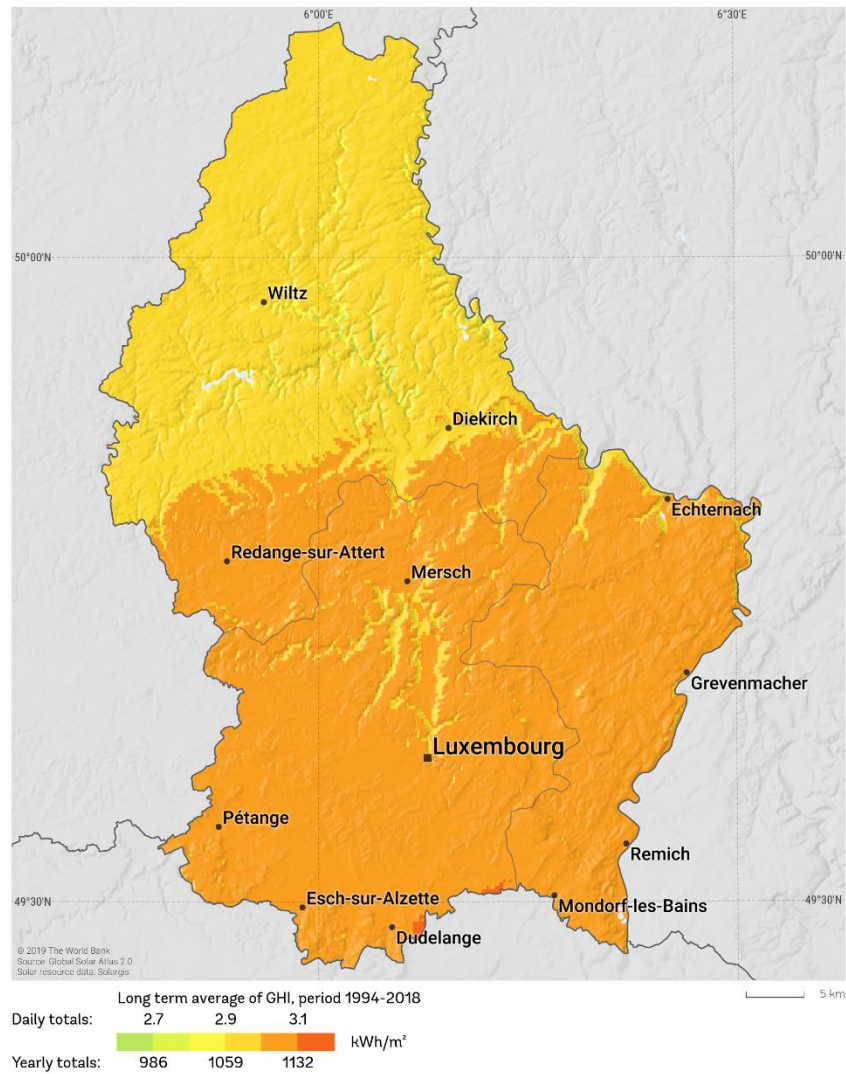 6°00'E
6°30'E
50°00'N
50°00'N
Wiltz
Diekirch
Echternach
Redange-sur-Attert
Mersch
Grevenmacher
Luxembourg
Pétange
Remich
Esch-sur-Alzette
49°30'N
49°30'N
Mondorf-les-Bains
Dudelange
© 2019 The World Bank
Source: Global Solar Atlas 2.0
Solar resource data: Solargis
5 km
Long term average of GHI, period 1994-2018
Daily totals: 2.7 2.9 3.1
kWh/m²
Yearly totals: 986 1059 1132